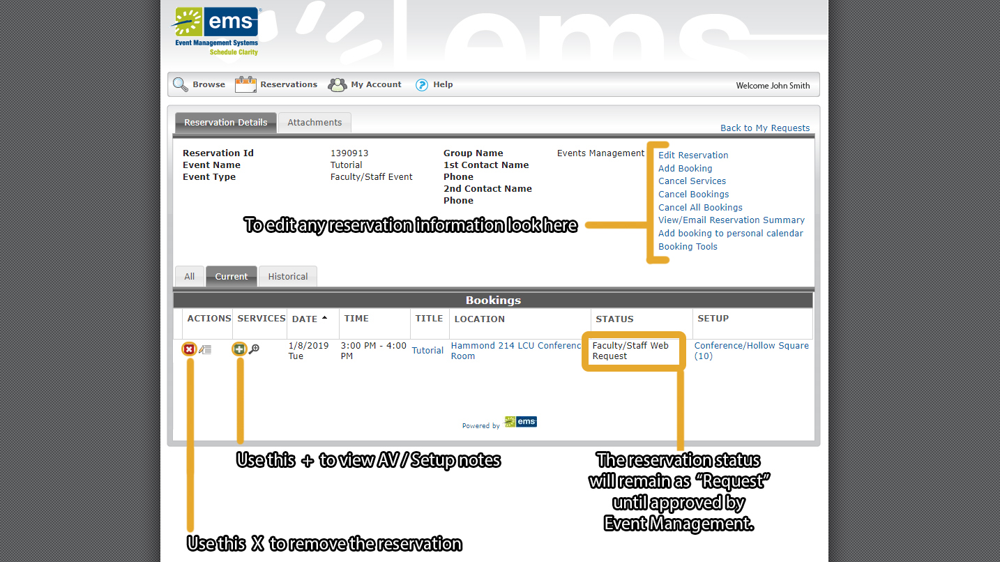 ems
Event Management Systems
Schedule Clarity
ems
Browse Reservations My Account ? Help Welcome John Smith
Reservation Details Attachments
Back to My Requests
Reservation Id 1390913 Group Name Events Management
Event Name Tutorial 1st Contact Name
Event Type Faculty/Staff Event Phone
2nd Contact Name
Phone
Edit Reservation
Add Booking
Cancel Services
Cancel Bookings
Cancel All Bookings
View/Email Reservation Summary
Add booking to personal calendar
Booking Tools
To edit any reservation information look here
All Current Historical
Bookings
ACTIONS SERVICES DATE TIME TITLE LOCATION STATUS SETUP
1/8/2019 3:00 PM - 4:00 Tutorial Hammond 214 LCU Conferenc Faculty/Staff Web Conference/Hollow Square
Tue PM Room Request (10)
Powered by ems
Use this + to view AV / Setup notes
The reservation status
will remain as “Request”
until approved by
Event Management.
Use this X to remove the reservation